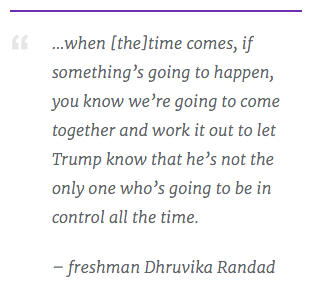 “
…when [the]time comes, if
something’s going to happen,
you know we’re going to come
together and work it out to let
Trump know that he’s not the
only one who’s going to be in
control all the time.
– freshman Dhruvika Randad